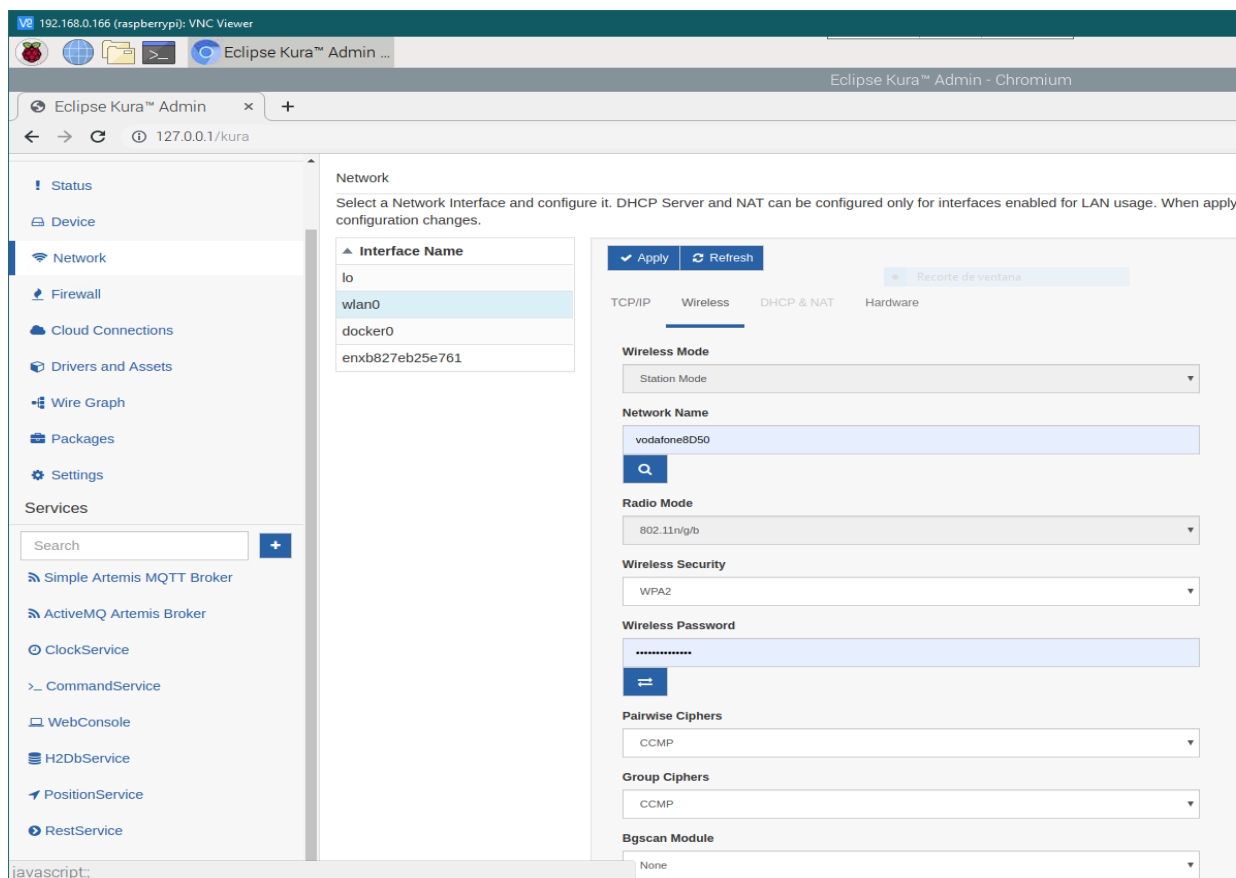 192.168.0.166 (raspberrypi): VNC Viewer
Eclipse Kura™ Admin ...
Eclipse Kura™ Admin - Chromium
Eclipse Kura™ Admin × +
127.0.0.1/kura
Status
Device
Network
Firewall
Cloud Connections
Drivers and Assets
Wire Graph
Packages
Settings
Services
Search
Simple Artemis MQTT Broker
ActiveMQ Artemis Broker
ClockService
CommandService
WebConsole
H2DbService
PositionService
RestService
javascript:;
Network
Select a Network Interface and configure it. DHCP Server and NAT can be configured only for interfaces enabled for LAN usage. When apply
configuration changes.
Interface Name
lo
wlan0
docker0
enxb827eb25e761
Apply Refresh
Recorte de ventana
TCP/IP Wireless DHCP & NAT Hardware
Wireless Mode
Station Mode
Network Name
vodafone8D50
Radio Mode
802.11n/g/b
Wireless Security
WPA2
Wireless Password
••••••••••••••
Pairwise Ciphers
CCMP
Group Ciphers
CCMP
Bgscan Module
None